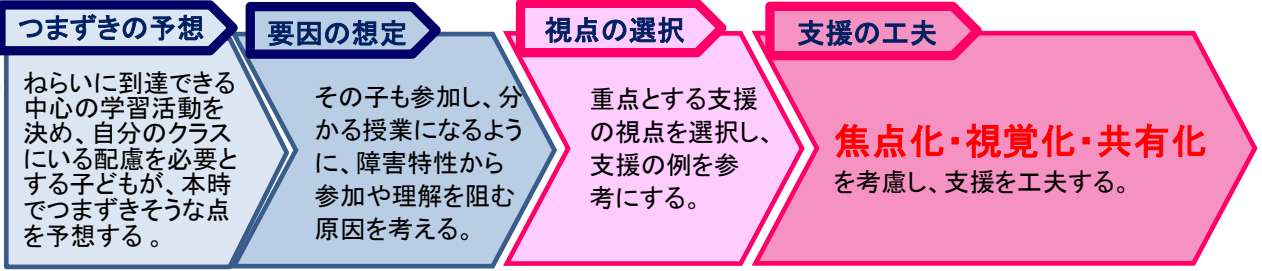 つまずきの予想
ねらいに到達できる
中心の学習活動を
決め、自分のクラス
にいる配慮を必要と
する子どもが、本時
でつまずきそうな点
を予想する。
要因の想定
その子も参加し、分
かる授業になるよう
に、障害特性から
参加や理解を阻む
原因を考える。
視点の選択
重点とする支援
の視点を選択し、
支援の例を参
考にする。
支援の工夫
焦点化・視覚化・共有化
を考慮し、支援を工夫する。